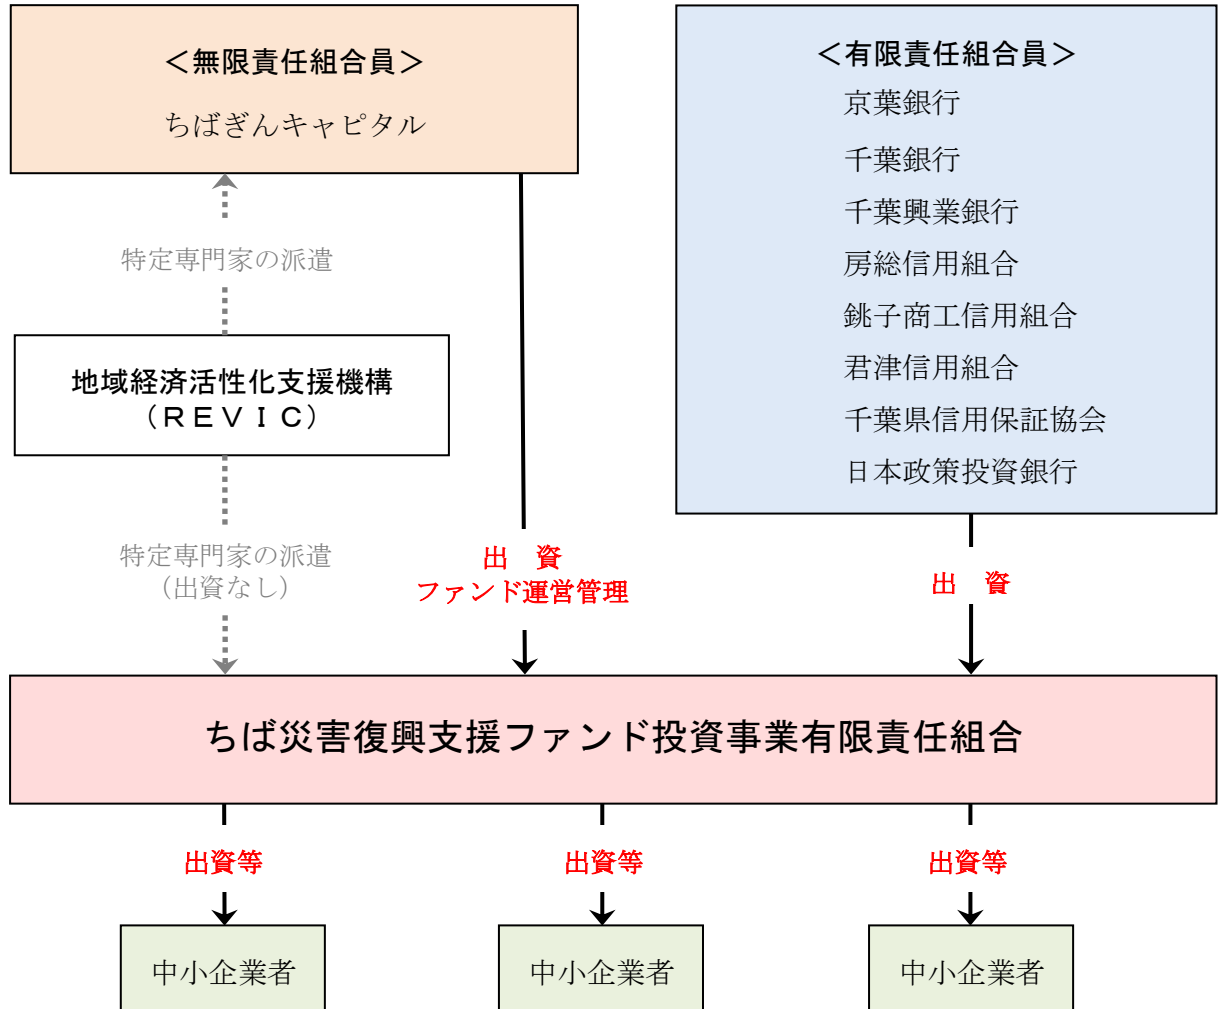 ＜無限責任組合員＞
ちばぎんキャピタル
＜有限責任組合員＞
京葉銀行
千葉銀行
千葉興業銀行
房総信用組合
銚子商工信用組合
君津信用組合
千葉県信用保証協会
日本政策投資銀行
特定専門家の派遣
地域経済活性化支援機構
（ＲＥＶＩＣ）
特定専門家の派遣
（出資なし）
出　資
ファンド運営管理
出　資
ちば災害復興支援ファンド投資事業有限責任組合
出資等
出資等
出資等
中小企業者
中小企業者
中小企業者